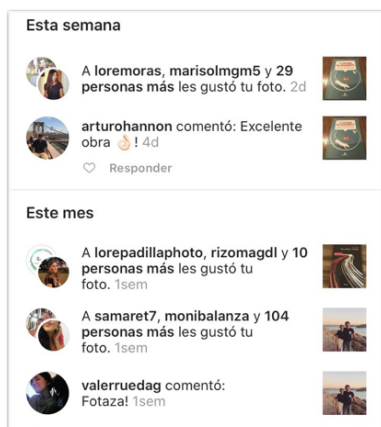 Esta semana
A loremoras, marisolmgm5 y 29
personas más les gustó tu foto. 2d
arturohannon comentó: Excelente
obra 👌🏻! 4d
Responder
Este mes
A lorepadillaphoto, rizomagdl y 10
personas más les gustó tu
foto. 1sem
A samaret7, monibalanza y 104
personas más les gustó tu
foto. 1sem
valerruedag comentó:
Fotaza! 1sem